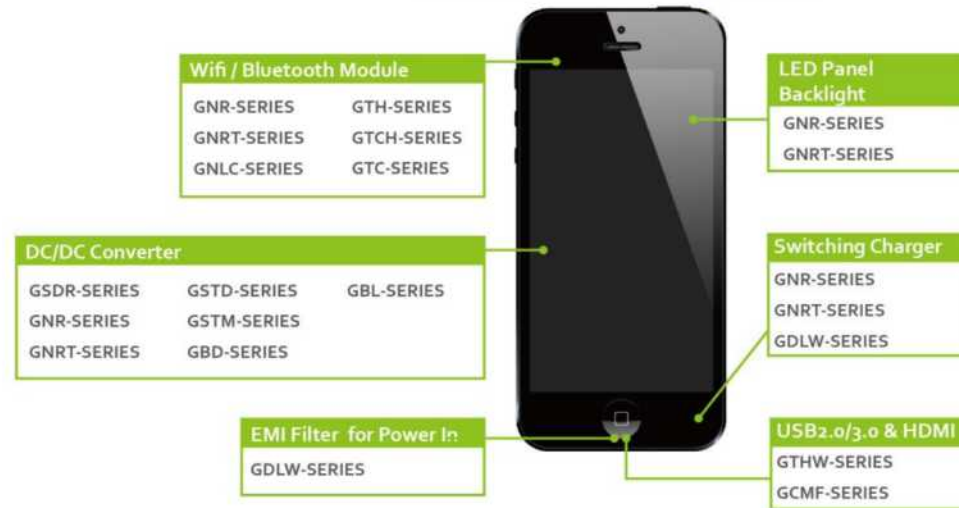 Wifi / Bluetooth Module
GNR-SERIES GTH-SERIES
GNRT-SERIES GTCH-SERIES
GNLC-SERIES GTC-SERIES
LED Panel
Backlight
GNR-SERIES
GNRT-SERIES
DC/DC Converter
GSDR-SERIES GSTD-SERIES GBL-SERIES
GNR-SERIES GSTM-SERIES
GNRT-SERIES GBD-SERIES
Switching Charger
GNR-SERIES
GNRT-SERIES
GDLW-SERIES
EMI Filter for Power In
GDLW-SERIES
USB2.0/3.0 & HDMI
GTHW-SERIES
GCMF-SERIES